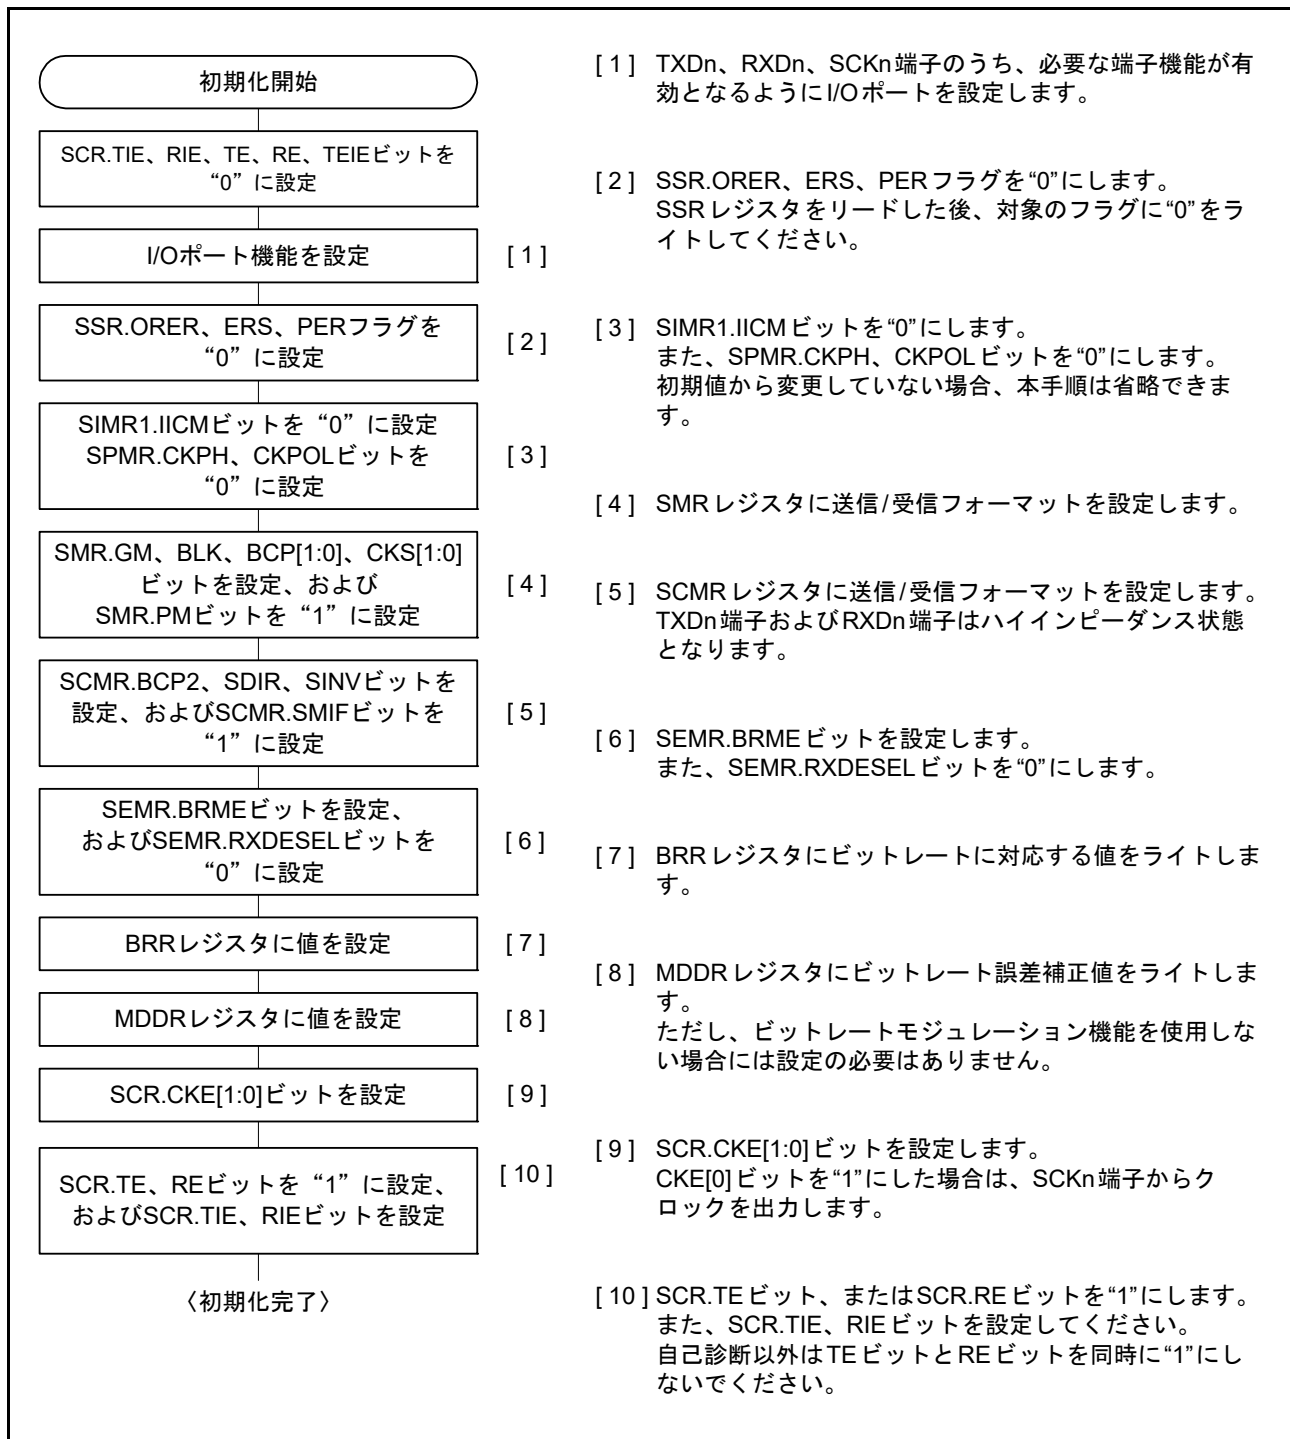 初期化開始
SCR.TIE、RIE、TE、RE、TEIEビットを
“0”に設定
I/Oポート機能を設定
[ 1 ]
SSR.ORER、ERS、PERフラグを
“0”に設定
[ 2 ]
SIMR1.IICMビットを“0”に設定
SPMR.CKPH、CKPOLビットを
“0”に設定
[ 3 ]
SMR.GM、BLK、BCP[1:0]、CKS[1:0]
ビットを設定、および
SMR.PMビットを“1”に設定
[ 4 ]
SCMR.BCP2、SDIR、SINVビットを
設定、およびSCMR.SMIFビットを
“1”に設定
[ 5 ]
SEMR.BRMEビットを設定、
およびSEMR.RXDESELビットを
“0”に設定
[ 6 ]
BRRレジスタに値を設定
[ 7 ]
MDDRレジスタに値を設定
[ 8 ]
SCR.CKE[1:0]ビットを設定
[ 9 ]
SCR.TE、REビットを“1”に設定、
およびSCR.TIE、RIEビットを設定
[ 10 ]
〈初期化完了〉
[ 1 ] TXDn、RXDn、SCKn端子のうち、必要な端子機能が有
効となるようにI/Oポートを設定します。
[ 2 ] SSR.ORER、ERS、PERフラグを“0”にします。
SSRレジスタをリードした後、対象のフラグに“0”をラ
イトしてください。
[ 3 ] SIMR1.IICMビットを“0”にします。
また、SPMR.CKPH、CKPOLビットを“0”にします。
初期値から変更していない場合、本手順は省略できま
す。
[ 4 ] SMRレジスタに送信/受信フォーマットを設定します。
[ 5 ] SCMRレジスタに送信/受信フォーマットを設定します。
TXDn端子およびRXDn端子はハイインピーダンス状態
となります。
[ 6 ] SEMR.BRMEビットを設定します。
また、SEMR.RXDESELビットを“0”にします。
[ 7 ] BRRレジスタにビットレートに対応する値をライトしま
す。
[ 8 ] MDDRレジスタにビットレート誤差補正値をライトしま
す。
ただし、ビットレートモジュレーション機能を使用しな
い場合には設定の必要はありません。
[ 9 ] SCR.CKE[1:0]ビットを設定します。
CKE[0]ビットを“1”にした場合は、SCKn端子からク
ロックを出力します。
[ 10 ] SCR.TEビット、またはSCR.REビットを“1”にします。
また、SCR.TIE、RIEビットを設定してください。
自己診断以外はTEビットとREビットを同時に“1”にし
ないでください。